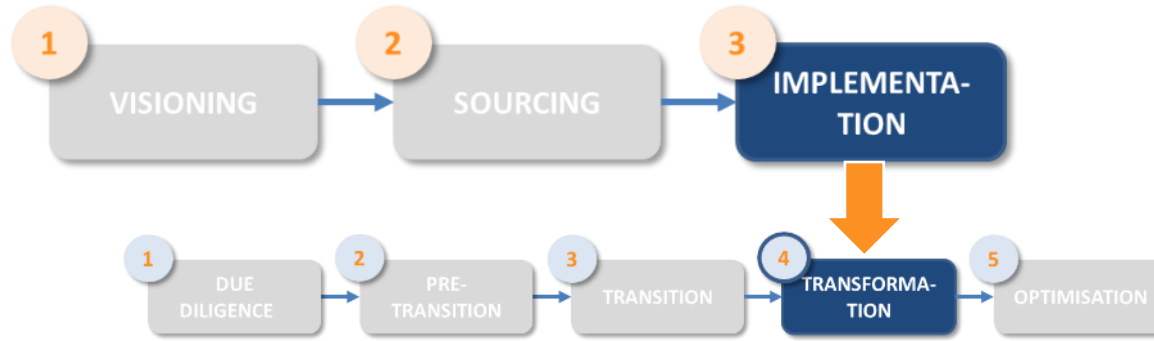 1
VISIONING
2
SOURCING
3
IMPLEMENTA-
TION
1
DUE
DILIGENCE
2
PRE-
TRANSITION
3
TRANSITION
4
TRANSFORMA-
TION
5
OPTIMISATION